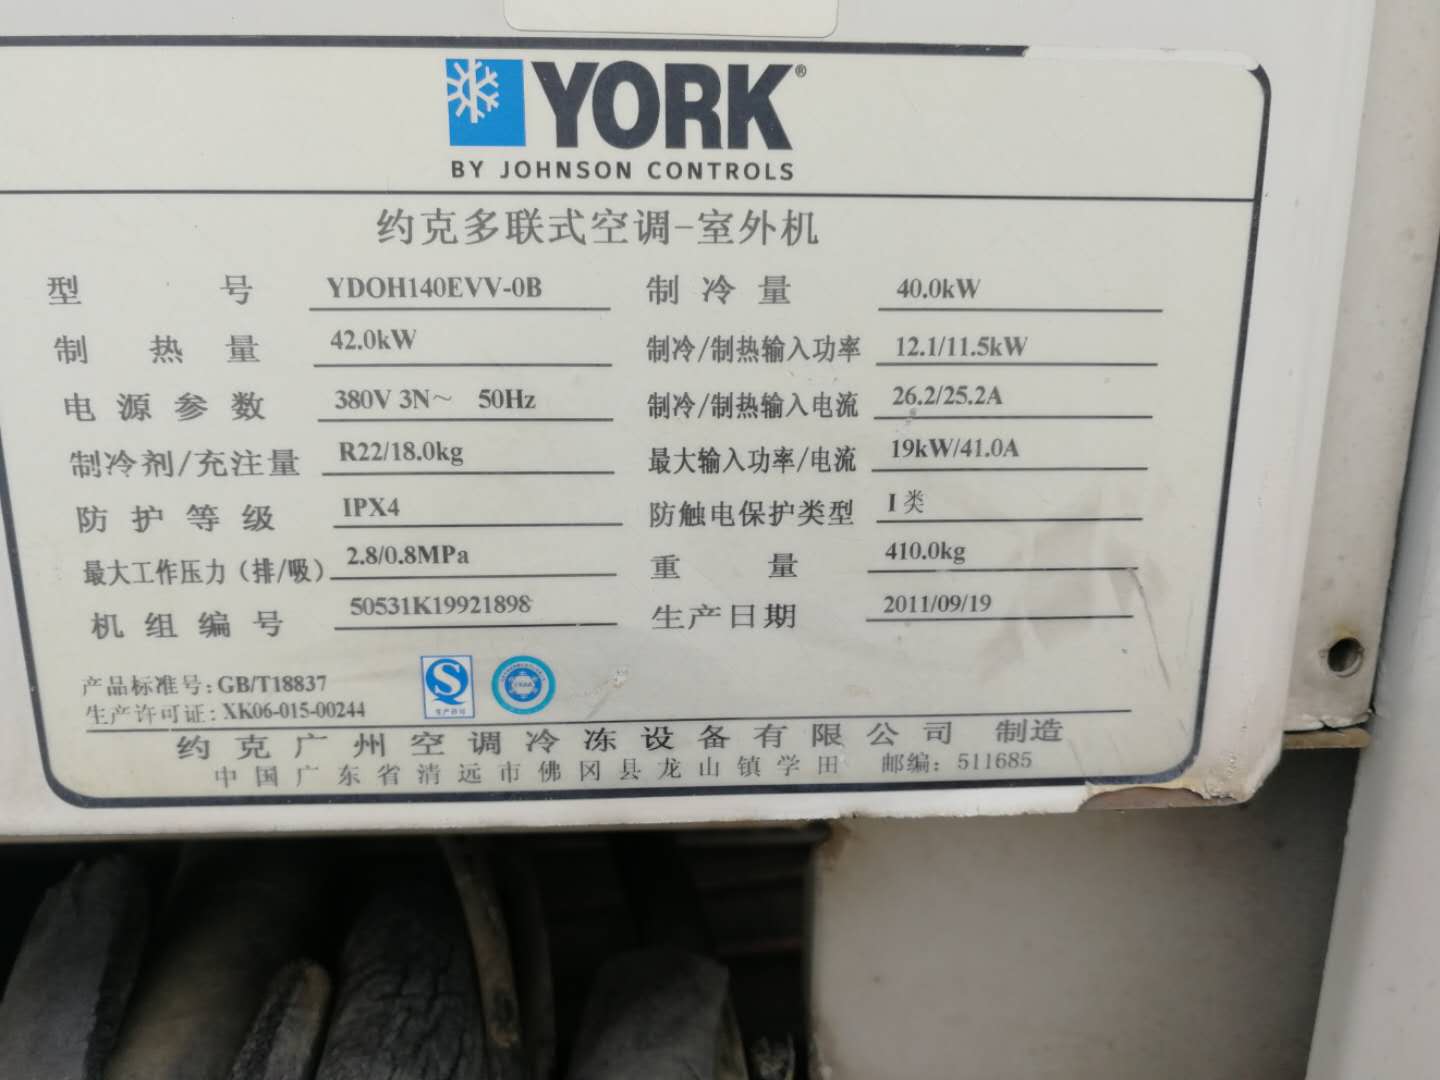 YORK®
BY JOHNSON CONTROLS
约克多联式空调-室外机
型号 YDOH140EVV-0B 制冷量 40.0kW
制热量 42.0kW 制冷/制热输入功率 12.1/11.5kW
电源参数 380V 3N~ 50Hz 制冷/制热输入电流 26.2/25.2A
制冷剂/充注量 R22/18.0kg 最大输入功率/电流 19kW/41.0A
防护等级 IPX4 防触电保护类型 I 类
最大工作压力(排/吸) 2.8/0.8MPa 重量 410.0kg
机组编号 50531K19921898 生产日期 2011/09/19
产品标准号: GB/T18837
生产许可证: XK06-015-00244
生产许可
约克广州空调冷冻设备有限公司 制造
中国广东省清远市佛冈县龙山镇学田 邮编: 511685